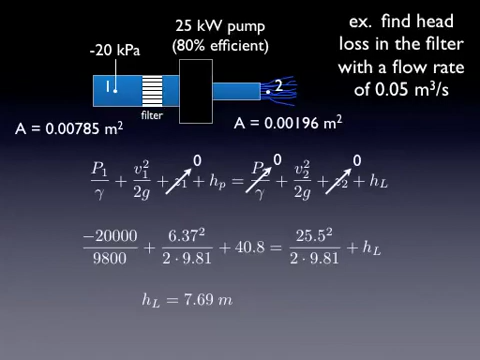 ex. find head
loss in the filter
with a flow rate
of 0.05 m³/s
25 kW pump
(80% efficient)
-20 kPa
1
2
filter
A = 0.00785 m²
A = 0.00196 m²
0 0 0
P₁/γ + v₁²/2g + z₁ + hₚ = P₂/γ + v₂²/2g + z₂ + h_L
−20000/9800 + 6.37²/2·9.81 + 40.8 = 25.5²/2·9.81 + h_L
h_L = 7.69 m